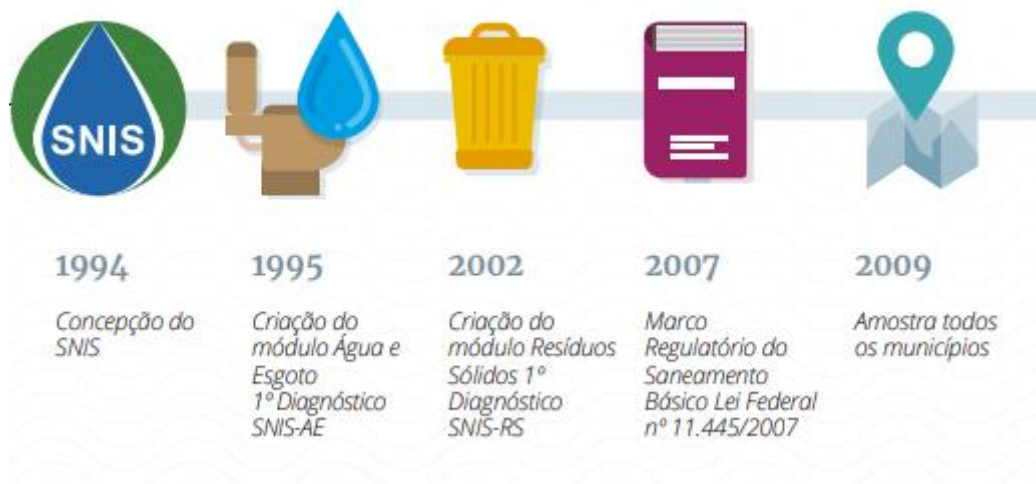 SNIS
1994
Concepção do
SNIS
1995
Criação do
módulo Água e
Esgoto
1º Diagnóstico
SNIS-AE
2002
Criação do
módulo Resíduos
Sólidos 1º
Diagnóstico
SNIS-RS
2007
Marco
Regulatório do
Saneamento
Básico Lei Federal
nº 11.445/2007
2009
Amostra todos
os municípios